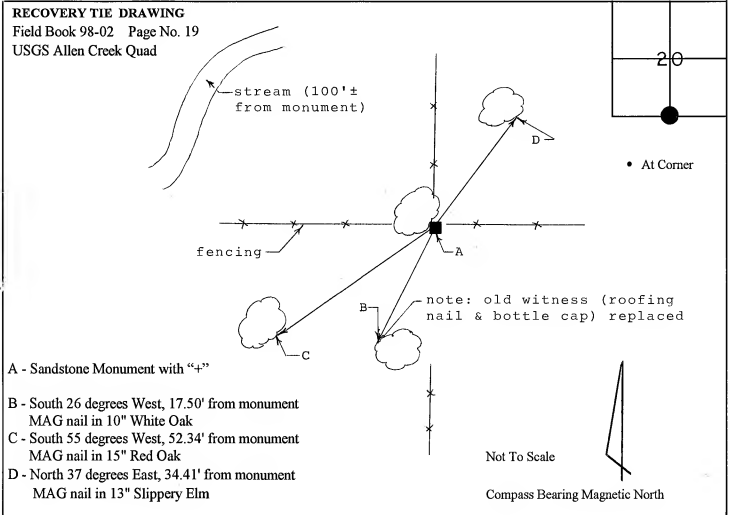 RECOVERY TIE DRAWING
Field Book 98-02 Page No. 19
USGS Allen Creek Quad
stream (100'±
from monument)
20
D
At Corner
fencing
A
B
note: old witness (roofing
nail & bottle cap) replaced
C
A - Sandstone Monument with “+”
B - South 26 degrees West, 17.50' from monument
MAG nail in 10" White Oak
C - South 55 degrees West, 52.34' from monument
MAG nail in 15" Red Oak
D - North 37 degrees East, 34.41' from monument
MAG nail in 13" Slippery Elm
Not To Scale
Compass Bearing Magnetic North